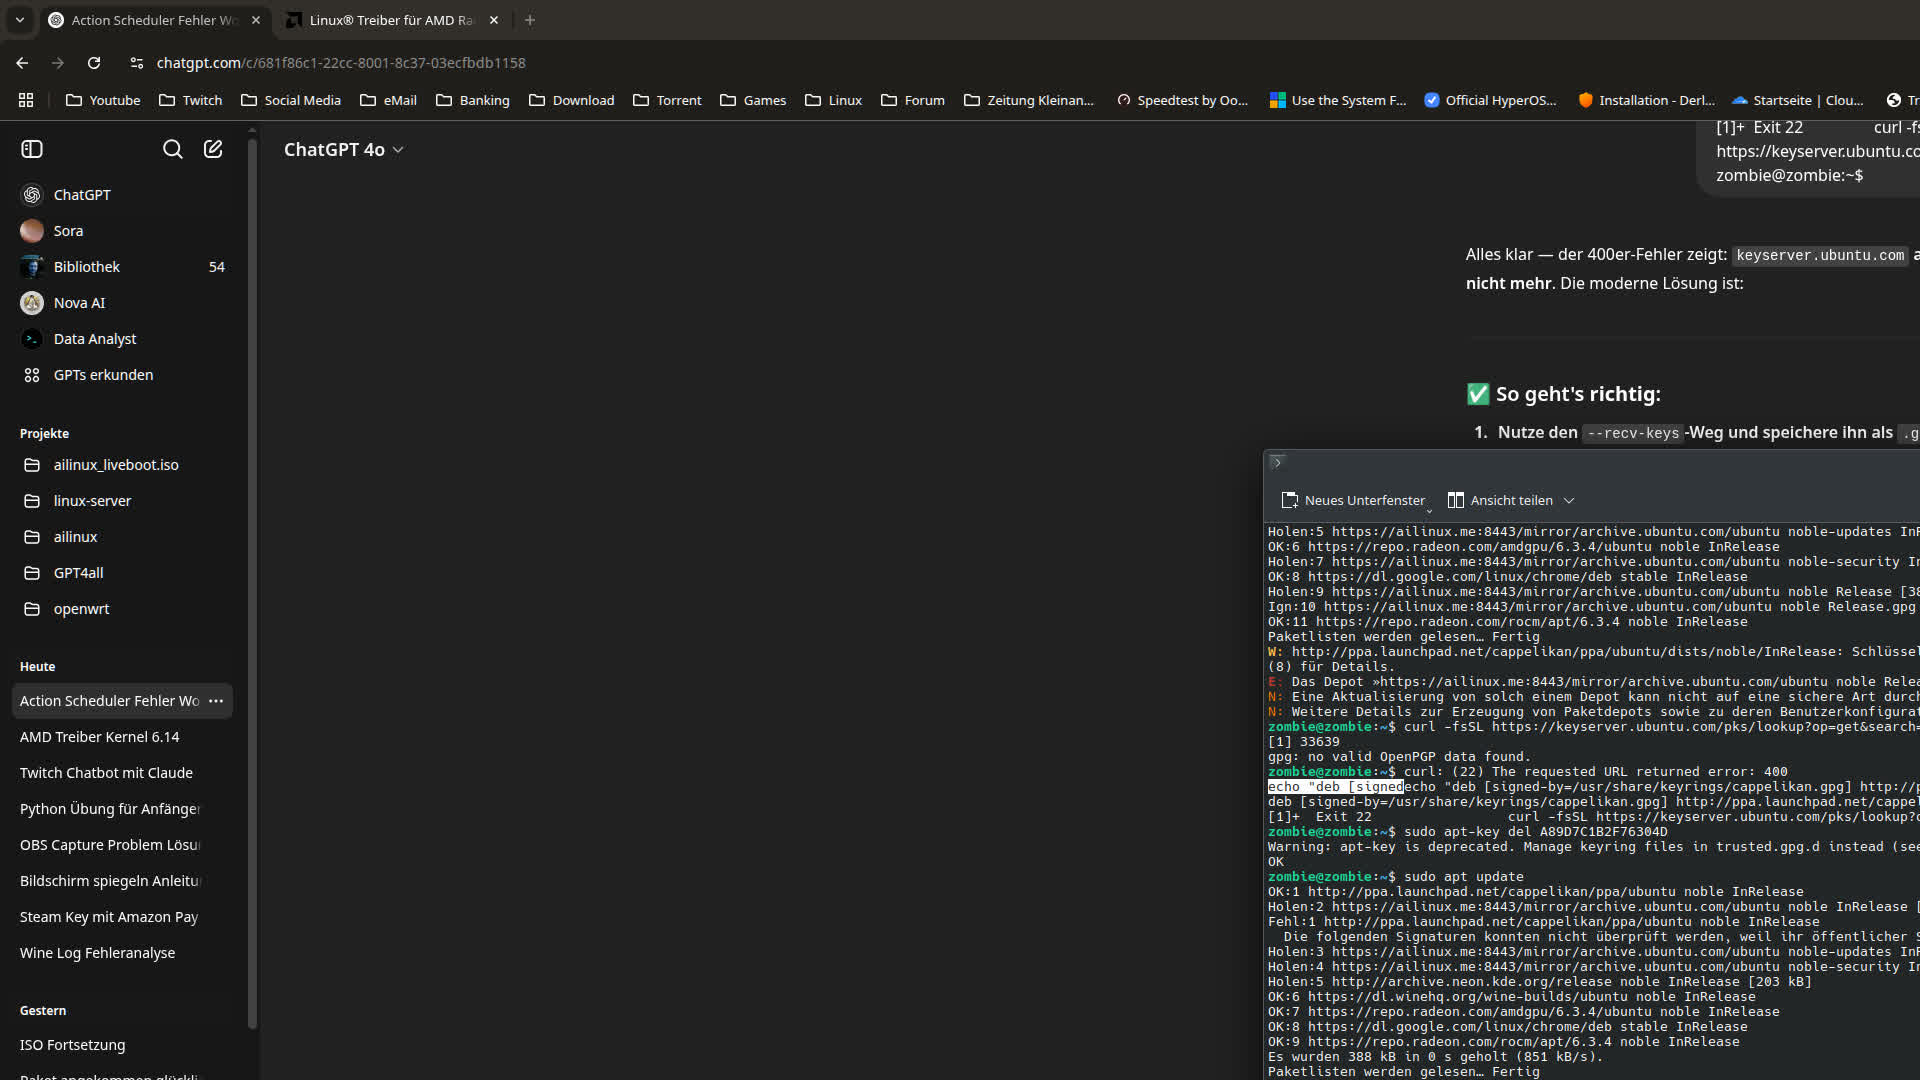 Action Scheduler Fehler Wo
Linux® Treiber für AMD Ra
chatgpt.com/c/681f86c1-22cc-8001-8c37-03ecfbdb1158
Youtube
Twitch
Social Media
eMail
Banking
Download
Torrent
Games
Linux
Forum
Zeitung Kleinan...
Speedtest by Oo...
Use the System F...
Official HyperOS...
Installation - Derl...
Startseite | Clou...
Tr
ChatGPT
Sora
Bibliothek 54
Nova AI
Data Analyst
GPTs erkunden
Projekte
ailinux_liveboot.iso
linux-server
ailinux
GPT4all
openwrt
Heute
Action Scheduler Fehler Wo
AMD Treiber Kernel 6.14
Twitch Chatbot mit Claude
Python Übung für Anfänger
OBS Capture Problem Lösu
Bildschirm spiegeln Anleitu
Steam Key mit Amazon Pay
Wine Log Fehleranalyse
Gestern
ISO Fortsetzung
ChatGPT 4o
[1]+  Exit 22                 curl -fs
https://keyserver.ubuntu.co
zombie@zombie:~$
Alles klar — der 400er-Fehler zeigt: keyserver.ubuntu.com a
nicht mehr. Die moderne Lösung ist:
✅ So geht's richtig:
1. Nutze den --recv-keys-Weg und speichere ihn als .g
Neues Unterfenster
Ansicht teilen
Holen:5 https://ailinux.me:8443/mirror/archive.ubuntu.com/ubuntu noble-updates InR
OK:6 https://repo.radeon.com/amdgpu/6.3.4/ubuntu noble InRelease
Holen:7 https://ailinux.me:8443/mirror/archive.ubuntu.com/ubuntu noble-security In
OK:8 https://dl.google.com/linux/chrome/deb stable InRelease
Holen:9 https://ailinux.me:8443/mirror/archive.ubuntu.com/ubuntu noble Release [38
Ign:10 https://ailinux.me:8443/mirror/archive.ubuntu.com/ubuntu noble Release.gpg
OK:11 https://repo.radeon.com/rocm/apt/6.3.4 noble InRelease
Paketlisten werden gelesen… Fertig
W: http://ppa.launchpad.net/cappelikan/ppa/ubuntu/dists/noble/InRelease: Schlüssel
(8) für Details.
E: Das Depot »https://ailinux.me:8443/mirror/archive.ubuntu.com/ubuntu noble Relea
N: Eine Aktualisierung von solch einem Depot kann nicht auf eine sichere Art durch
N: Weitere Details zur Erzeugung von Paketdepots sowie zu deren Benutzerkonfigurat
zombie@zombie:~$ curl -fsSL https://keyserver.ubuntu.com/pks/lookup?op=get&search=
[1] 33639
gpg: no valid OpenPGP data found.
zombie@zombie:~$ curl: (22) The requested URL returned error: 400
echo "deb [signedecho "deb [signed-by=/usr/share/keyrings/cappelikan.gpg] http://p
deb [signed-by=/usr/share/keyrings/cappelikan.gpg] http://ppa.launchpad.net/cappel
[1]+  Exit 22                 curl -fsSL https://keyserver.ubuntu.com/pks/lookup?o
zombie@zombie:~$ sudo apt-key del A89D7C1B2F76304D
Warning: apt-key is deprecated. Manage keyring files in trusted.gpg.d instead (see
OK
zombie@zombie:~$ sudo apt update
OK:1 http://ppa.launchpad.net/cappelikan/ppa/ubuntu noble InRelease
Holen:2 https://ailinux.me:8443/mirror/archive.ubuntu.com/ubuntu noble InRelease [
Fehl:1 http://ppa.launchpad.net/cappelikan/ppa/ubuntu noble InRelease
Die folgenden Signaturen konnten nicht überprüft werden, weil ihr öffentlicher S
Holen:3 https://ailinux.me:8443/mirror/archive.ubuntu.com/ubuntu noble-updates InR
Holen:4 https://ailinux.me:8443/mirror/archive.ubuntu.com/ubuntu noble-security In
Holen:5 http://archive.neon.kde.org/release noble InRelease [203 kB]
OK:6 https://dl.winehq.org/wine-builds/ubuntu noble InRelease
OK:7 https://repo.radeon.com/amdgpu/6.3.4/ubuntu noble InRelease
OK:8 https://dl.google.com/linux/chrome/deb stable InRelease
OK:9 https://repo.radeon.com/rocm/apt/6.3.4 noble InRelease
Es wurden 388 kB in 0 s geholt (851 kB/s).
Paketlisten werden gelesen… Fertig